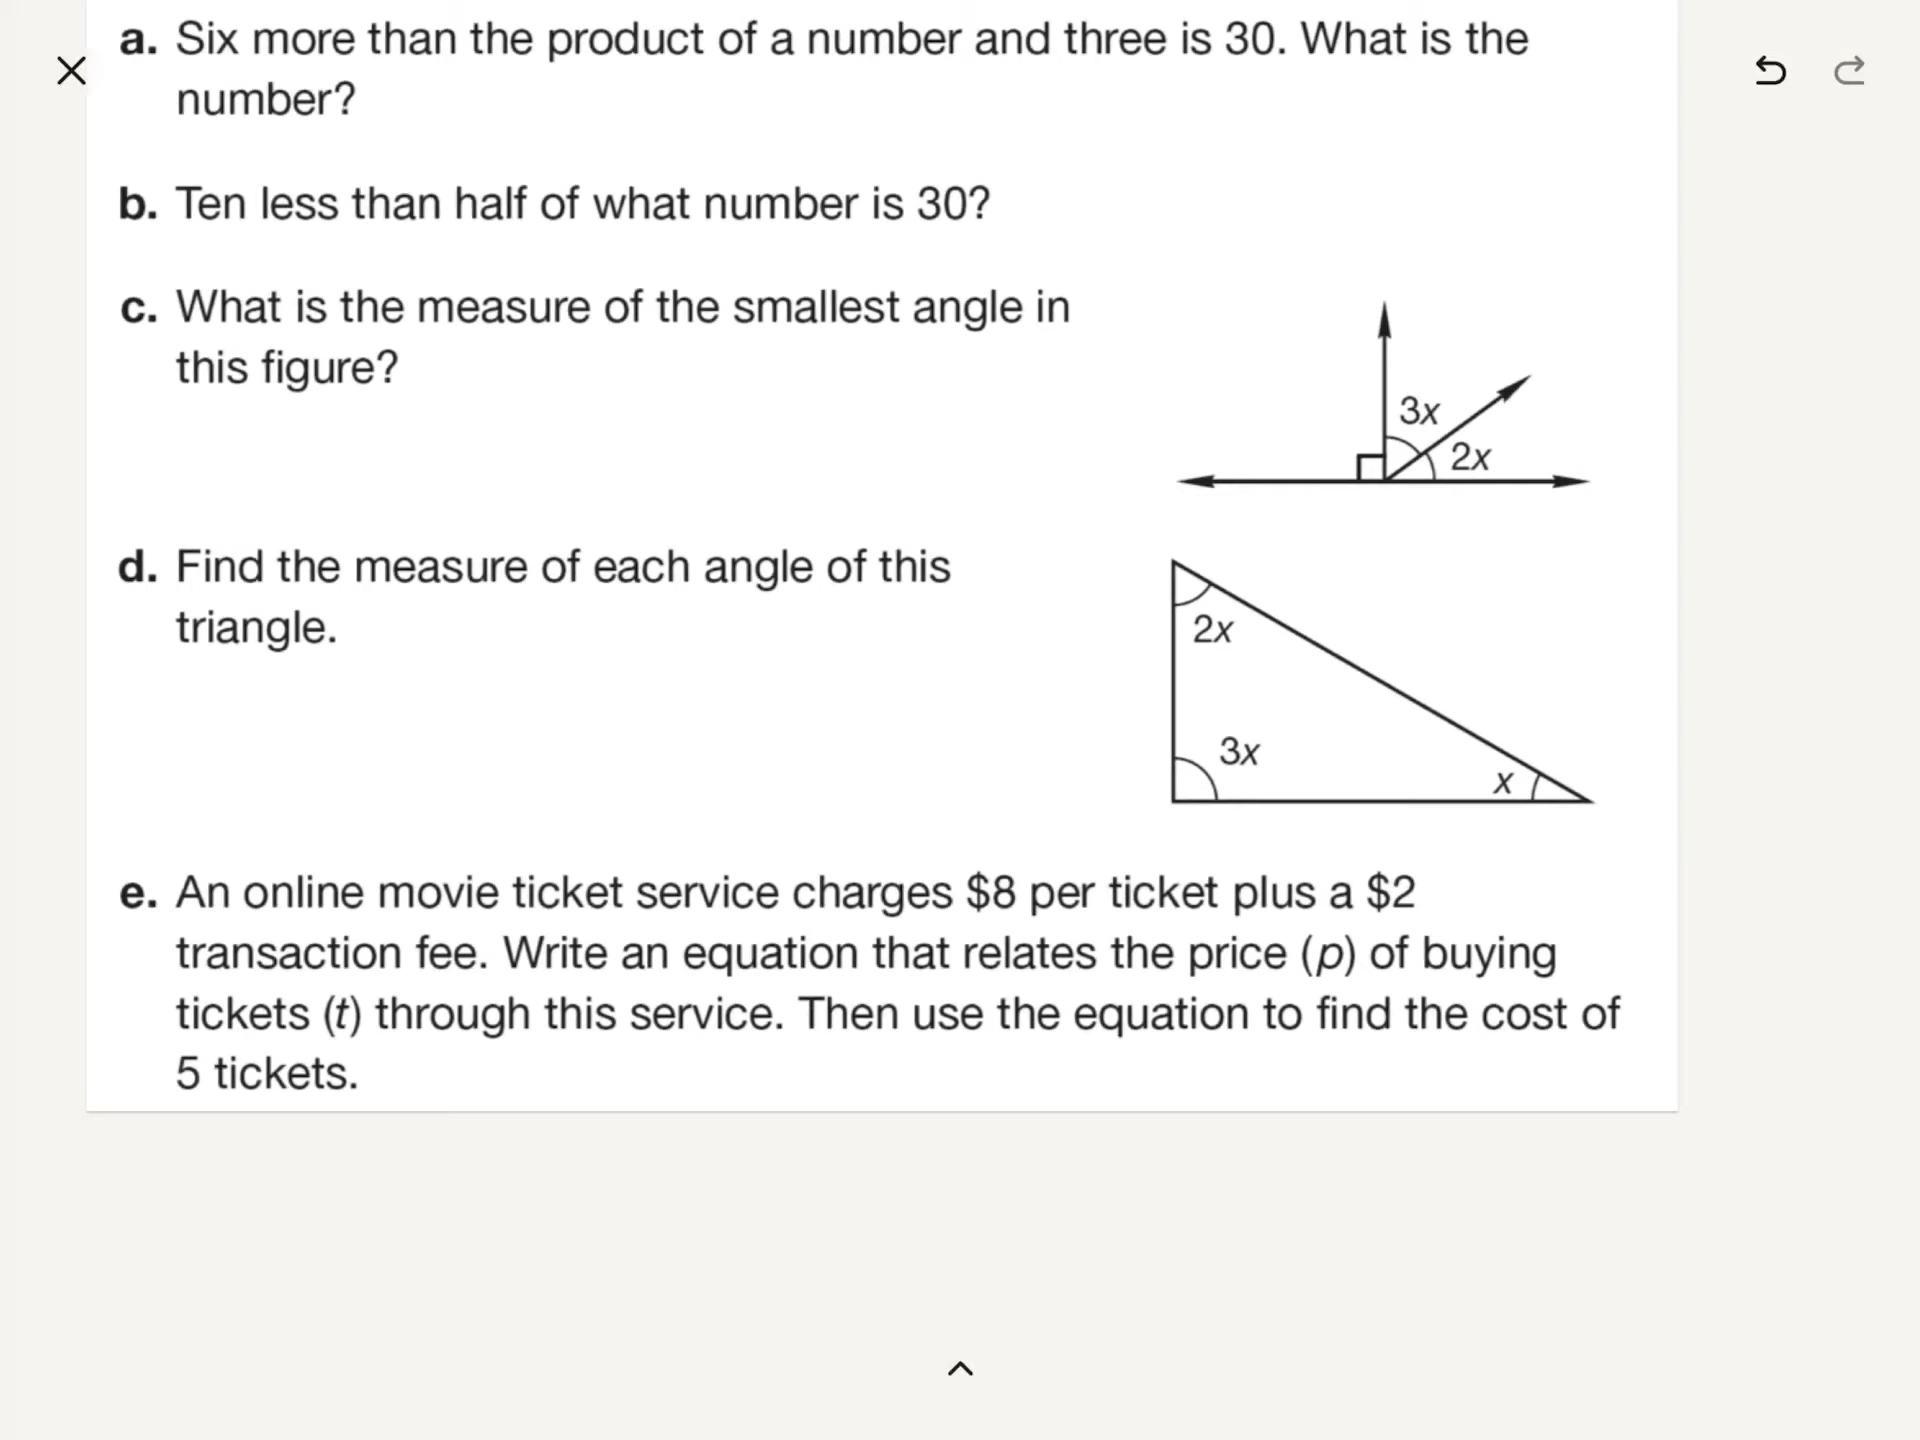 a. Six more than the product of a number and three is 30. What is the
number?
b. Ten less than half of what number is 30?
c. What is the measure of the smallest angle in
this figure?
3x
2x
d. Find the measure of each angle of this
triangle.
2x
3x
x
e. An online movie ticket service charges $8 per ticket plus a $2
transaction fee. Write an equation that relates the price (p) of buying
tickets (t) through this service. Then use the equation to find the cost of
5 tickets.